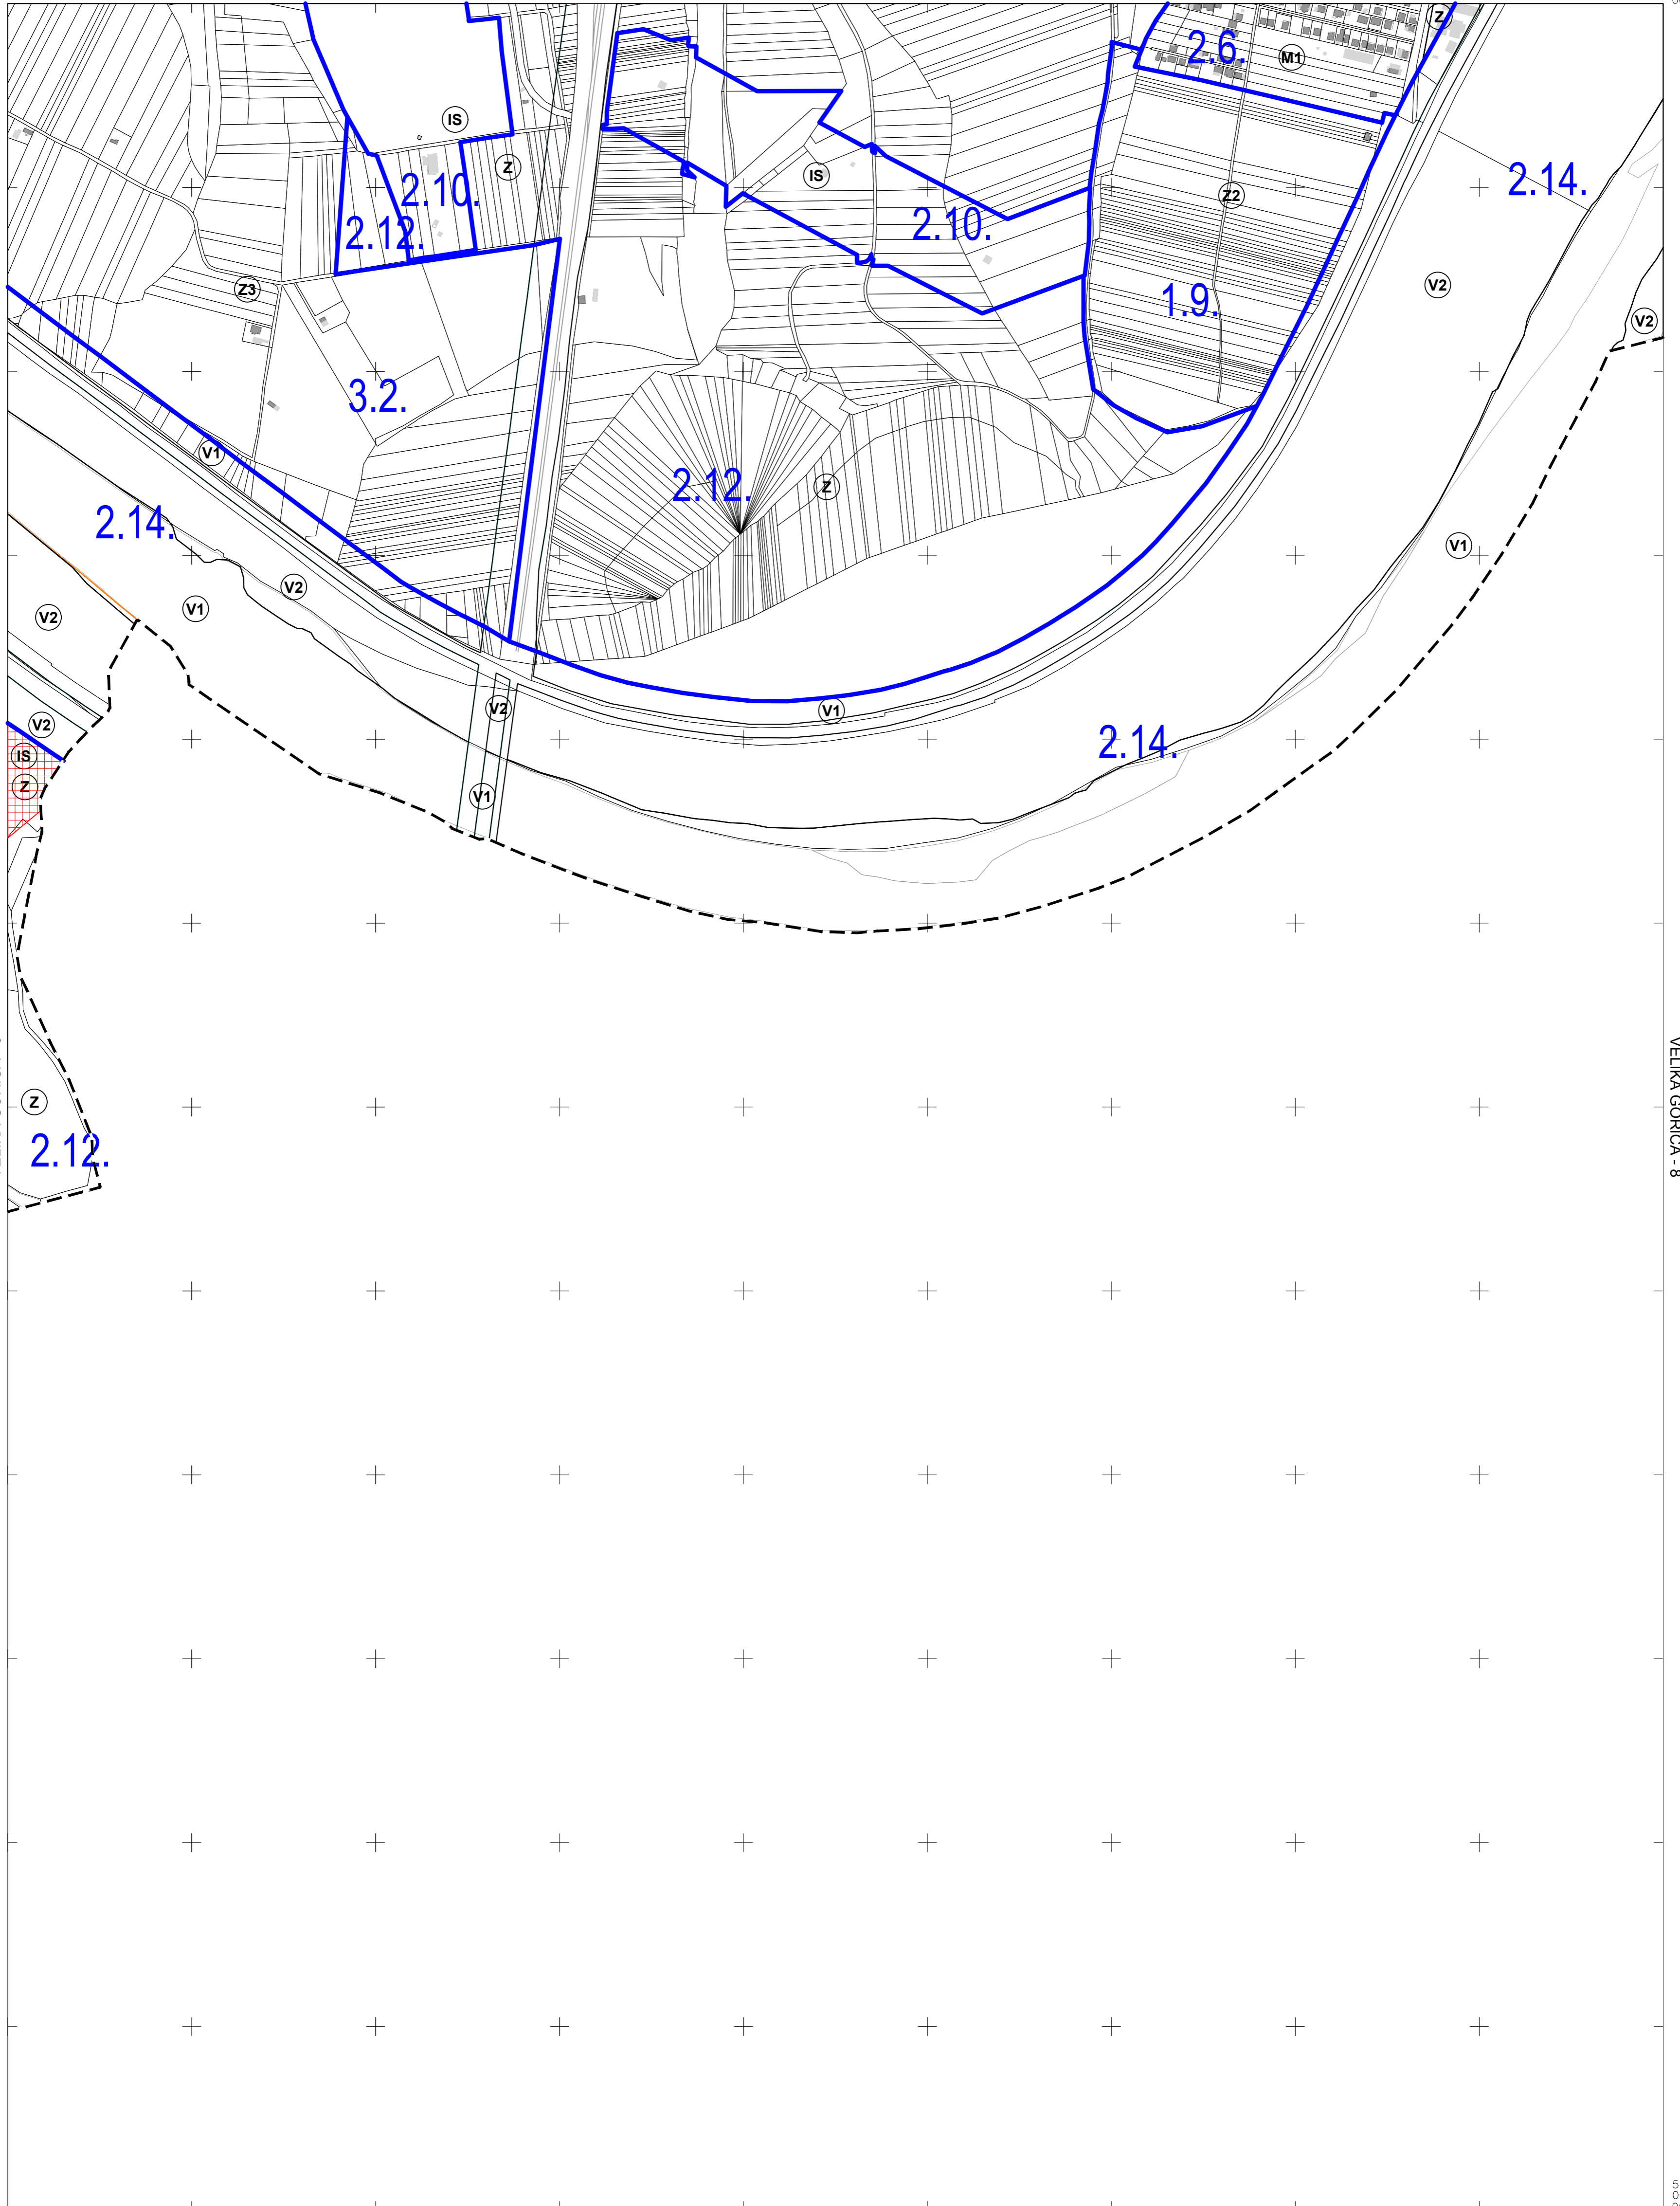 Z
2.6.
M1
IS
Z
2.10.
IS
2.14.
Z2
2.12.
2.10.
Z3
V2
1.9.
V2
3.2.
V1
2.12.
Z
2.14.
V1
V2
V1
V2
V2
V1
V2
2.14.
IS
Z
V1
Z
2.12.
VELIKA GORICA - 8